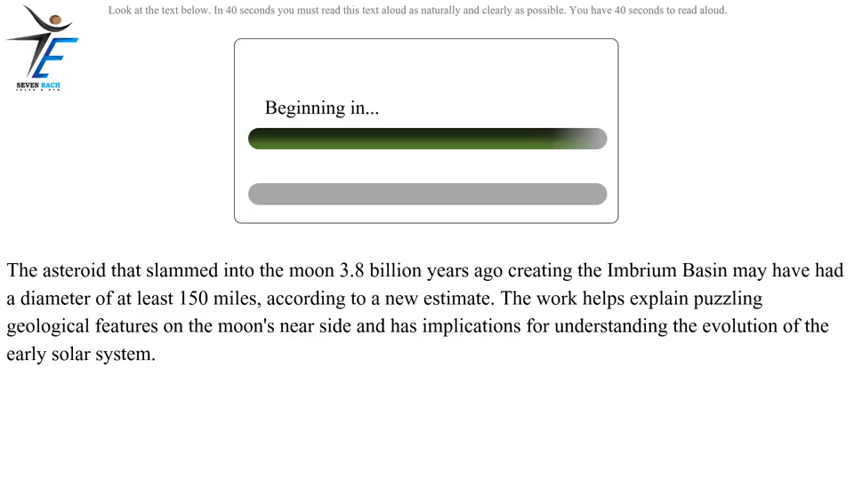 Look at the text below. In 40 seconds you must read this text aloud as naturally and clearly as possible. You have 40 seconds to read aloud.
SEVEN EACH
Beginning in...
The asteroid that slammed into the moon 3.8 billion years ago creating the Imbrium Basin may have had
a diameter of at least 150 miles, according to a new estimate. The work helps explain puzzling
geological features on the moon's near side and has implications for understanding the evolution of the
early solar system.